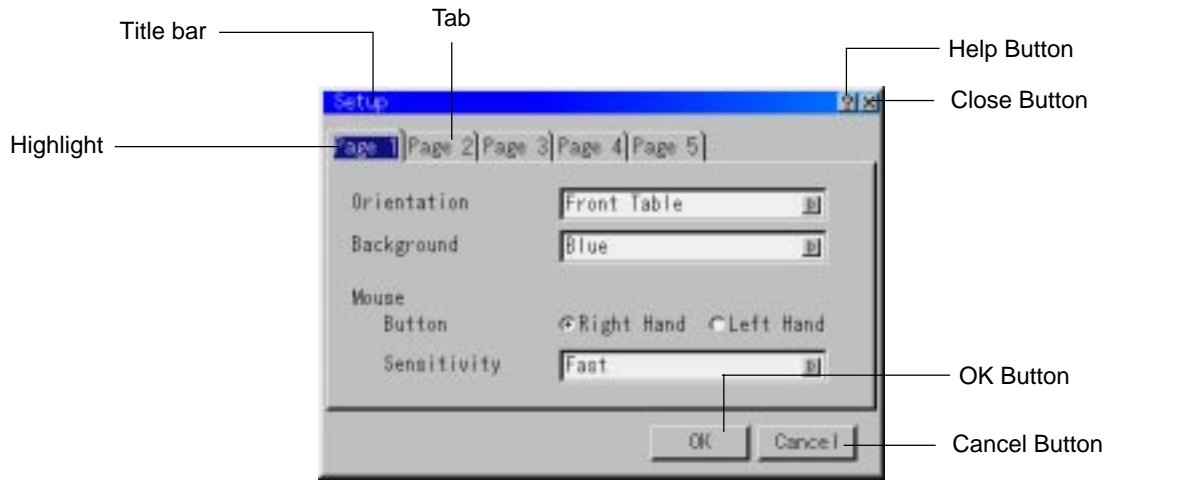 Tab
Title bar
Help Button
Setup ? ×
Close Button
Highlight
Page 1 Page 2 Page 3 Page 4 Page 5
Orientation Front Table
Background Blue
Mouse
Button Right Hand Left Hand
Sensitivity Fast
OK Button
OK Cancel
Cancel Button